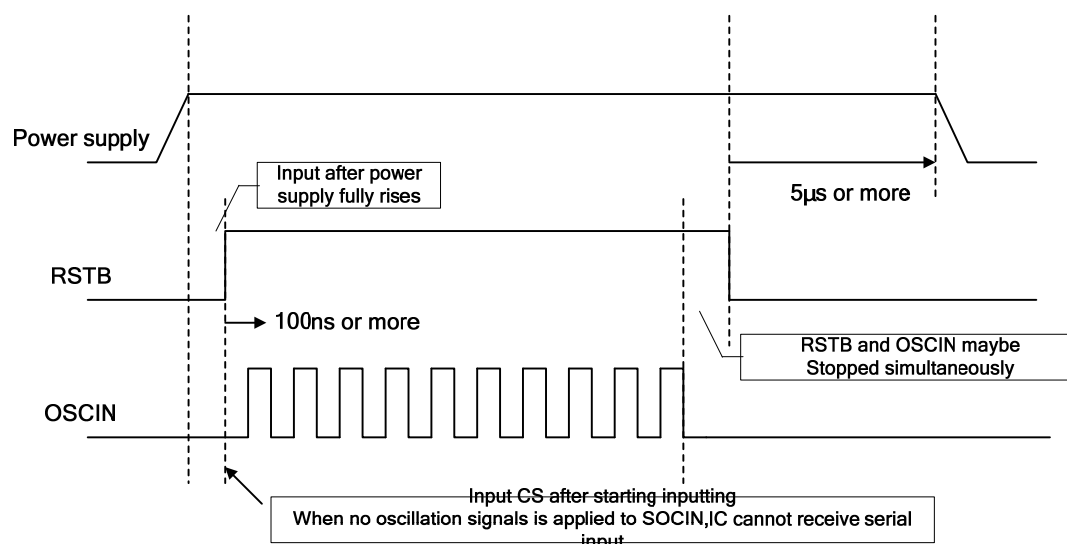 Power supply
Input after power
supply fully rises
5μs or more
RSTB
100ns or more
RSTB and OSCIN maybe
Stopped simultaneously
OSCIN
Input CS after starting inputting
When no oscillation signals is applied to SOCIN,IC cannot receive serial
input